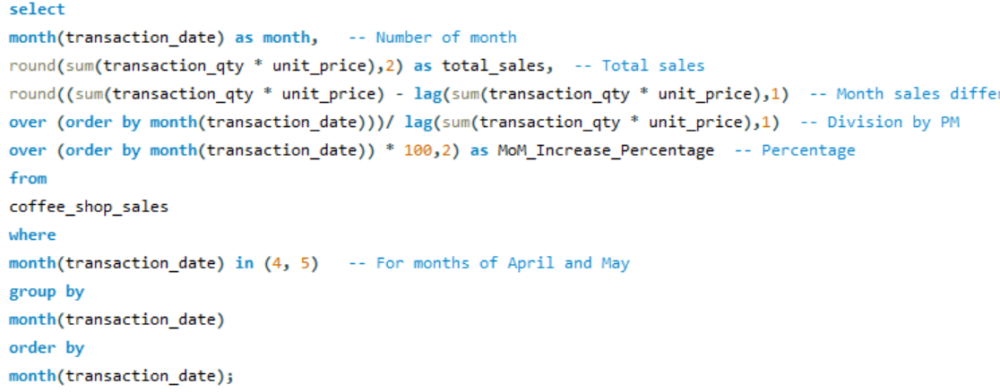 select
month(transaction_date) as month,   -- Number of month
round(sum(transaction_qty * unit_price),2) as total_sales,  -- Total sales
round((sum(transaction_qty * unit_price) - lag(sum(transaction_qty * unit_price),1)  -- Month sales differ
over (order by month(transaction_date)))/ lag(sum(transaction_qty * unit_price),1)  -- Division by PM
over (order by month(transaction_date)) * 100,2) as MoM_Increase_Percentage  -- Percentage
from
coffee_shop_sales
where
month(transaction_date) in (4, 5)   -- For months of April and May
group by
month(transaction_date)
order by
month(transaction_date);